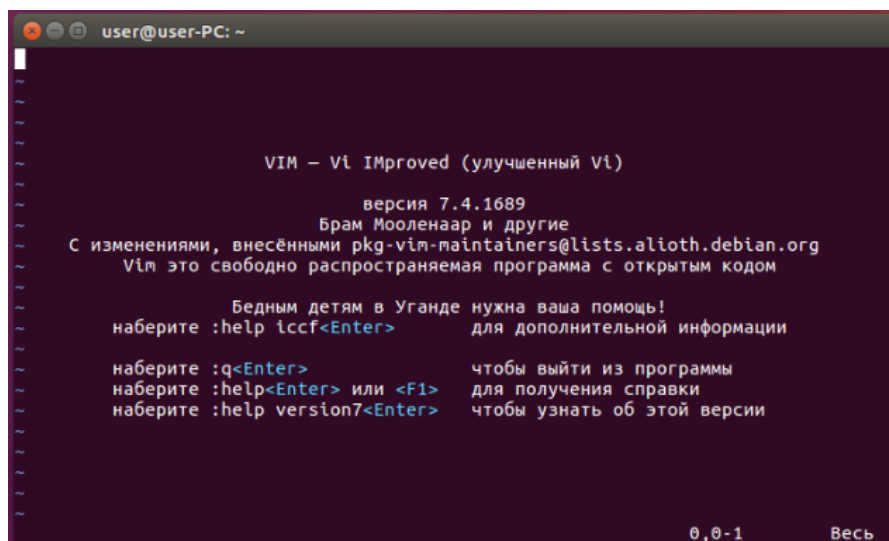 user@user-PC: ~
~
~
~
~
~ VIM – Vi IMproved (улучшенный Vi)
~
~ версия 7.4.1689
~ Брам Мооленаар и другие
~ С изменениями, внесёнными pkg-vim-maintainers@lists.alioth.debian.org
~ Vim это свободно распространяемая программа с открытым кодом
~
~ Бедным детям в Уганде нужна ваша помощь!
~ наберите :help iccf<Enter> для дополнительной информации
~
~ наберите :q<Enter> чтобы выйти из программы
~ наберите :help<Enter> или <F1> для получения справки
~ наберите :help version7<Enter> чтобы узнать об этой версии
~
~
~
~
~
0,0-1 Весь